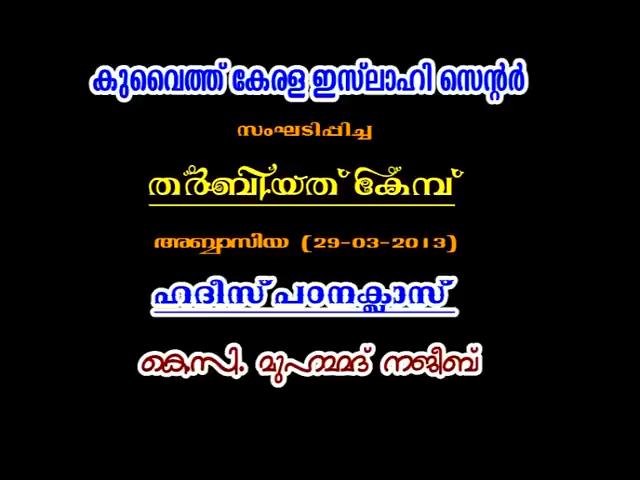 കുവൈത്ത് കേരള ഇസ്‌ലാഹി സെന്റർ
സംഘടിപ്പിച്ച
തർബിയത് കേമ്പ്
അബ്ബാസിയ (29-03-2013)
ഹദീസ് പഠനക്ലാസ്
കെ.സി. മുഹമ്മദ് നജീബ്